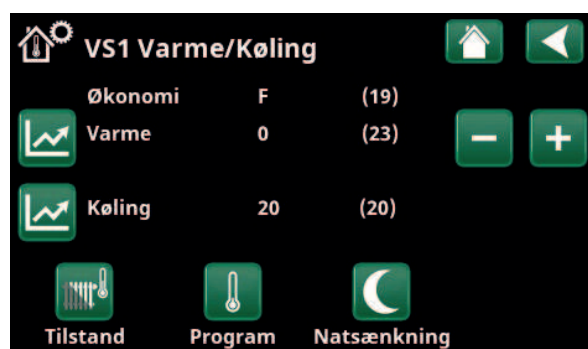 VS1 Varme/Køling
Økonomi F (19)
Varme 0 (23)
Køling 20 (20)
Tilstand Program Natsænkning